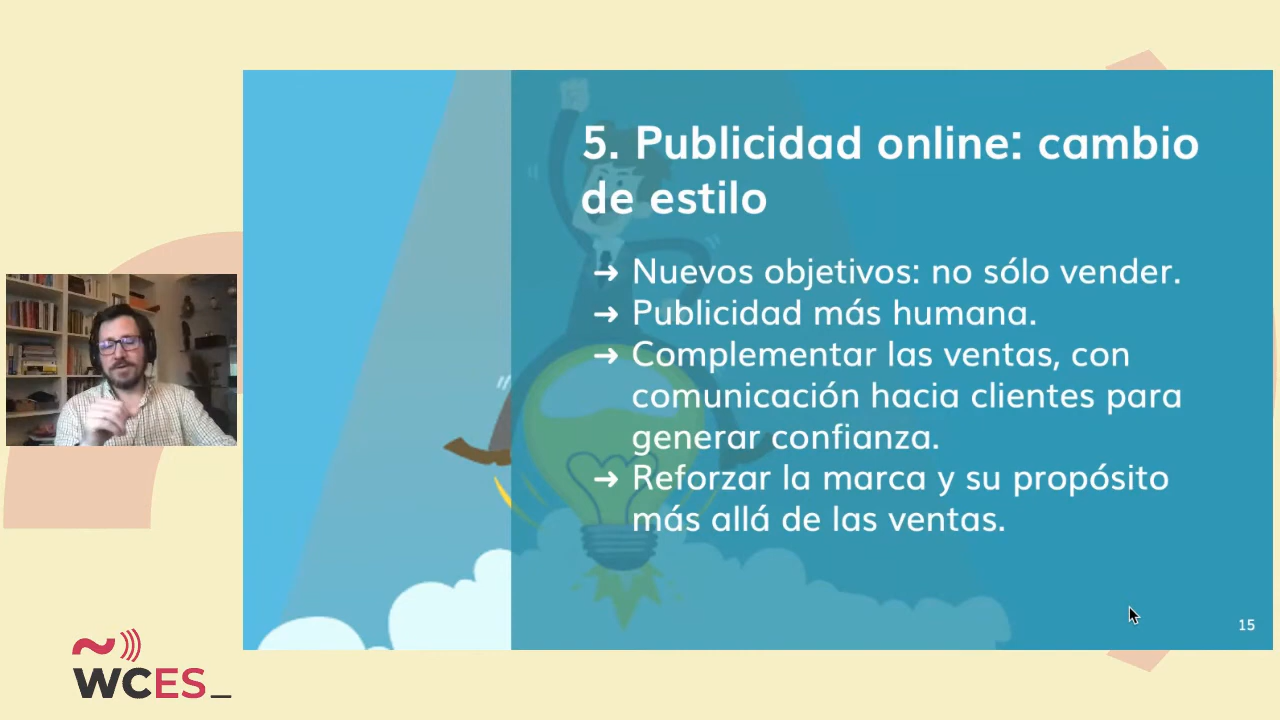 5. Publicidad online: cambio
de estilo
➜ Nuevos objetivos: no sólo vender.
➜ Publicidad más humana.
➜ Complementar las ventas, con
comunicación hacia clientes para
generar confianza.
➜ Reforzar la marca y su propósito
más allá de las ventas.
15
WCES_